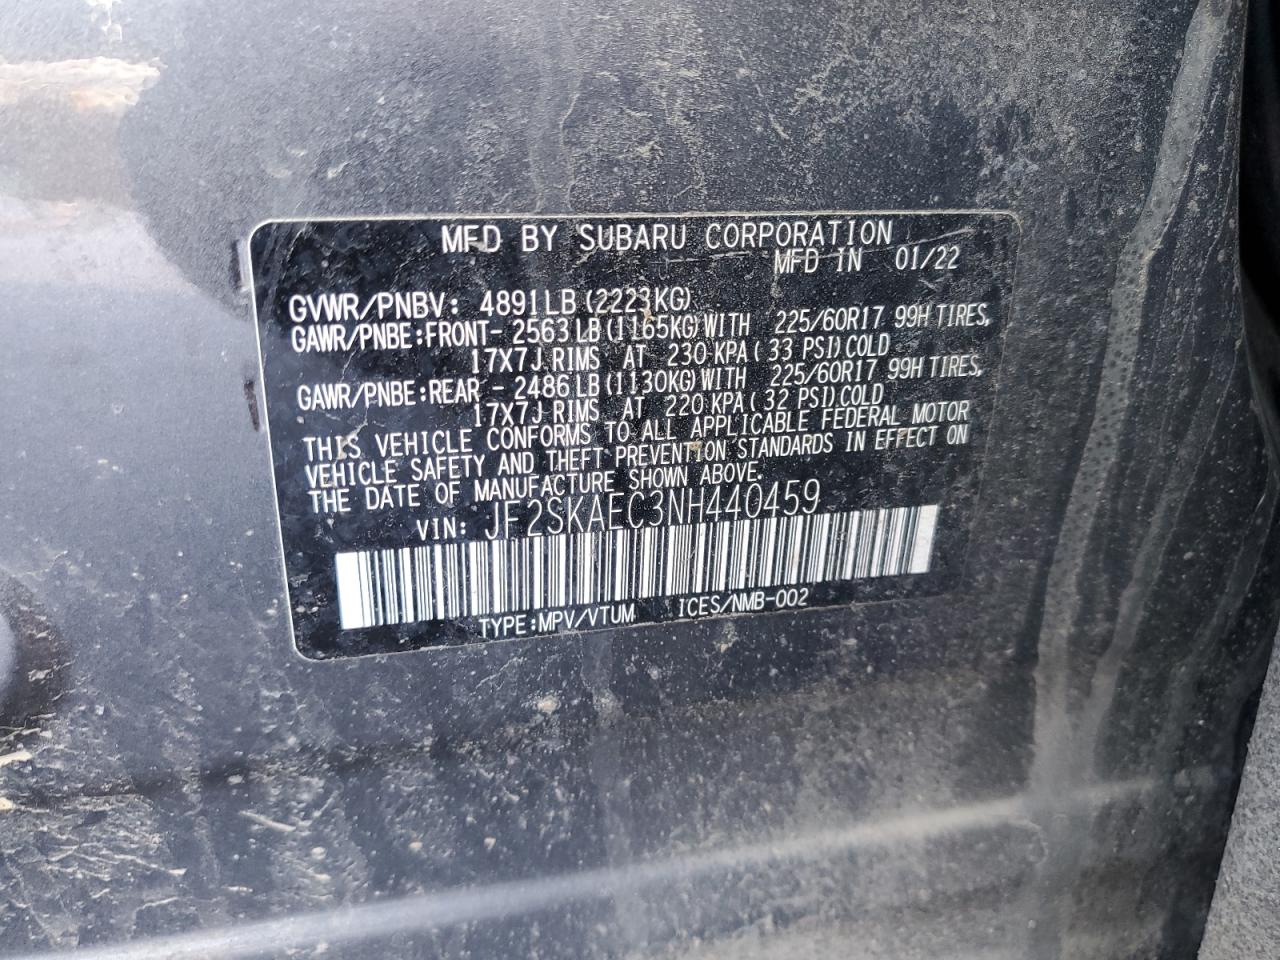 MFD BY SUBARU CORPORATION
MFD IN 01/22
GVWR/PNBV: 4891LB(2223KG)
GAWR/PNBE:FRONT- 2563LB(1165KG)WITH 225/60R17 99H TIRES,
17X7J RIMS AT 230 KPA( 33 PSI)COLD
GAWR/PNBE:REAR - 2486LB(1130KG)WITH 225/60R17 99H TIRES,
17X7J RIMS AT 220 KPA( 32 PSI)COLD
THIS VEHICLE CONFORMS TO ALL APPLICABLE FEDERAL MOTOR
VEHICLE SAFETY AND THEFT PREVENTION STANDARDS IN EFFECT ON
THE DATE OF MANUFACTURE SHOWN ABOVE.
VIN: JF2SKAEC3NH440459
TYPE:MPV/VTUM ICES/NMB-002